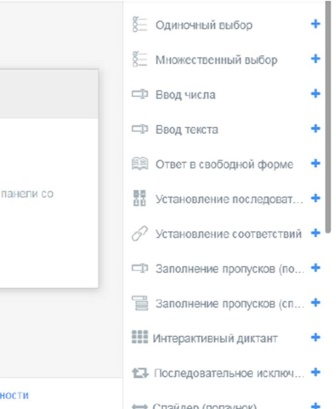 Одиночный выбор
Множественный выбор
Ввод числа
Ввод текста
Ответ в свободной форме
панели со
Установление последоват...
Установление соответствий
Заполнение пропусков (по...
Заполнение пропусков (сп...
Интерактивный диктант
Последовательное исключ...
ности